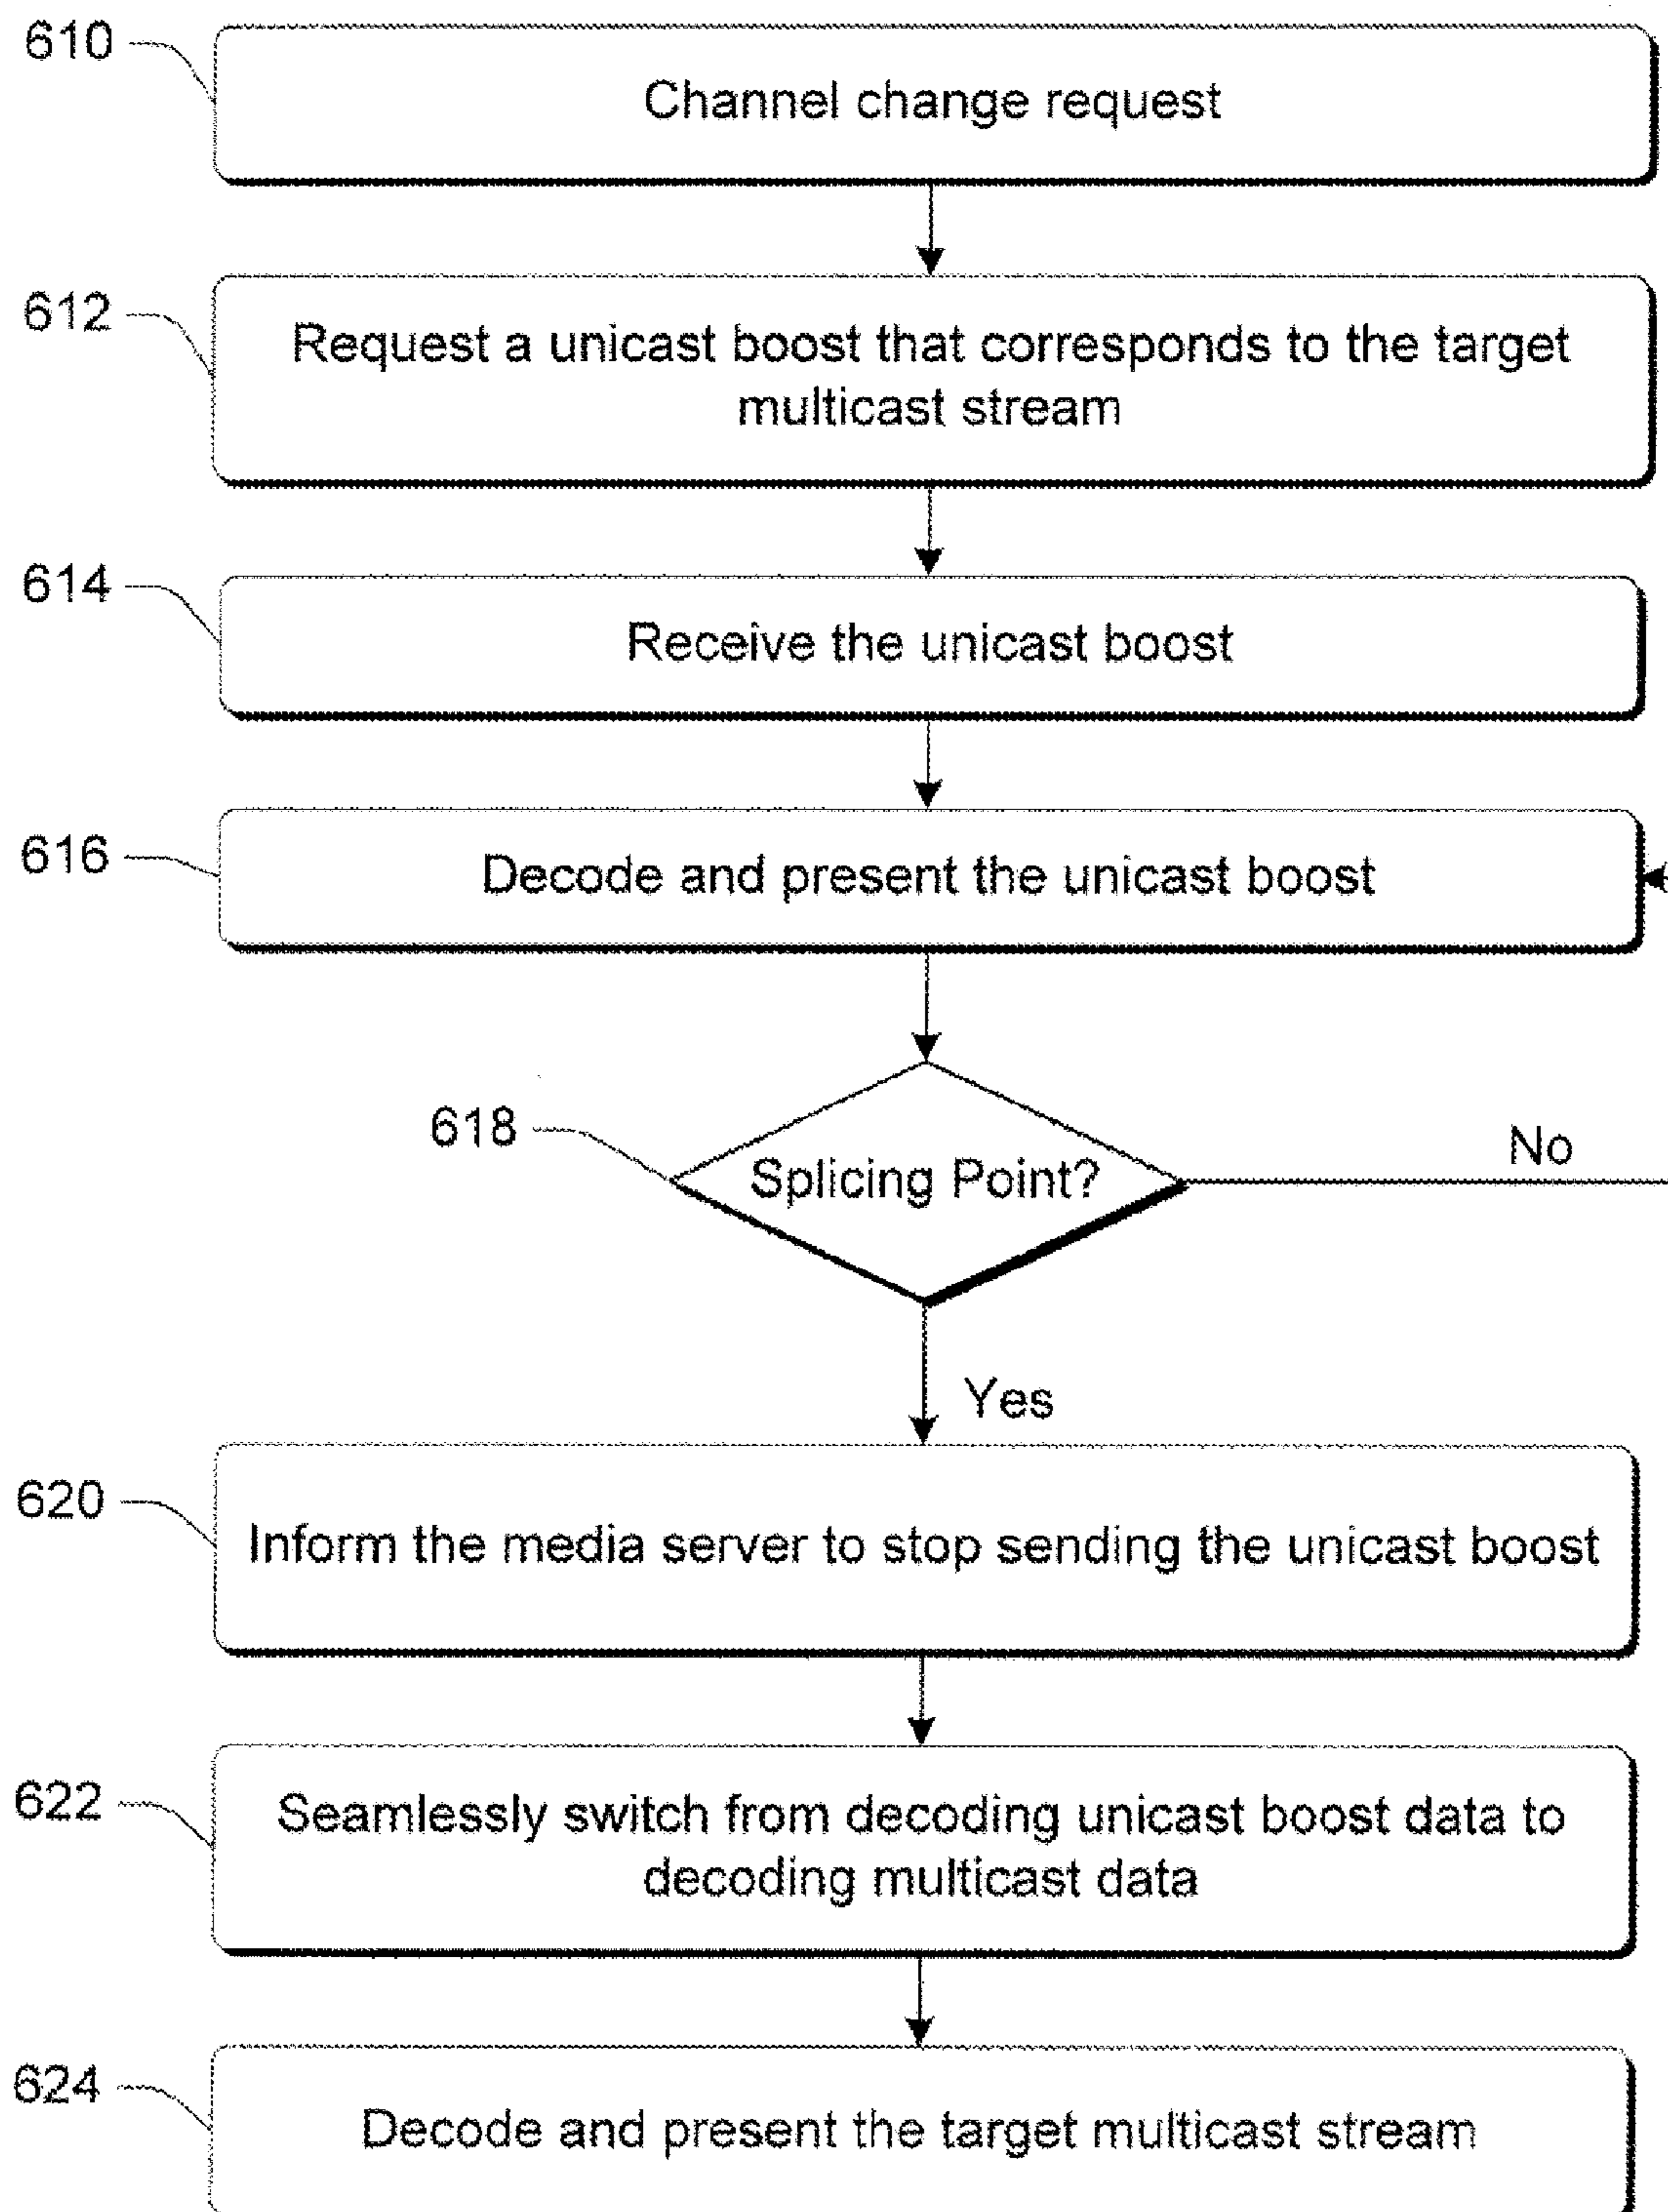 610
Channel change request
612
Request a unicast boost that corresponds to the target
multicast stream
614
Receive the unicast boost
616
Decode and present the unicast boost
618
Splicing Point?
No
Yes
620
Inform the media server to stop sending the unicast boost
622
Seamlessly switch from decoding unicast boost data to
decoding multicast data
624
Decode and present the target multicast stream